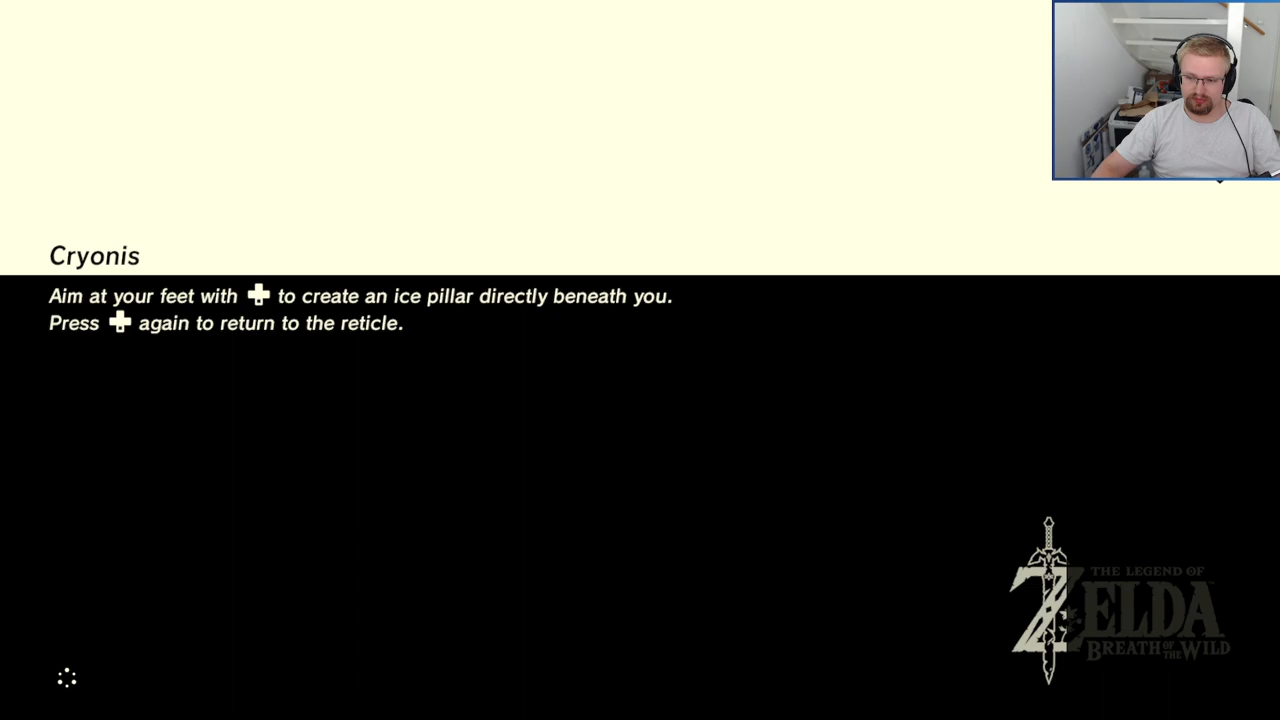 Cryonis
Aim at your feet with to create an ice pillar directly beneath you.
Press again to return to the reticle.
THE LEGEND OF
ZELDA
BREATH OF THE WILD